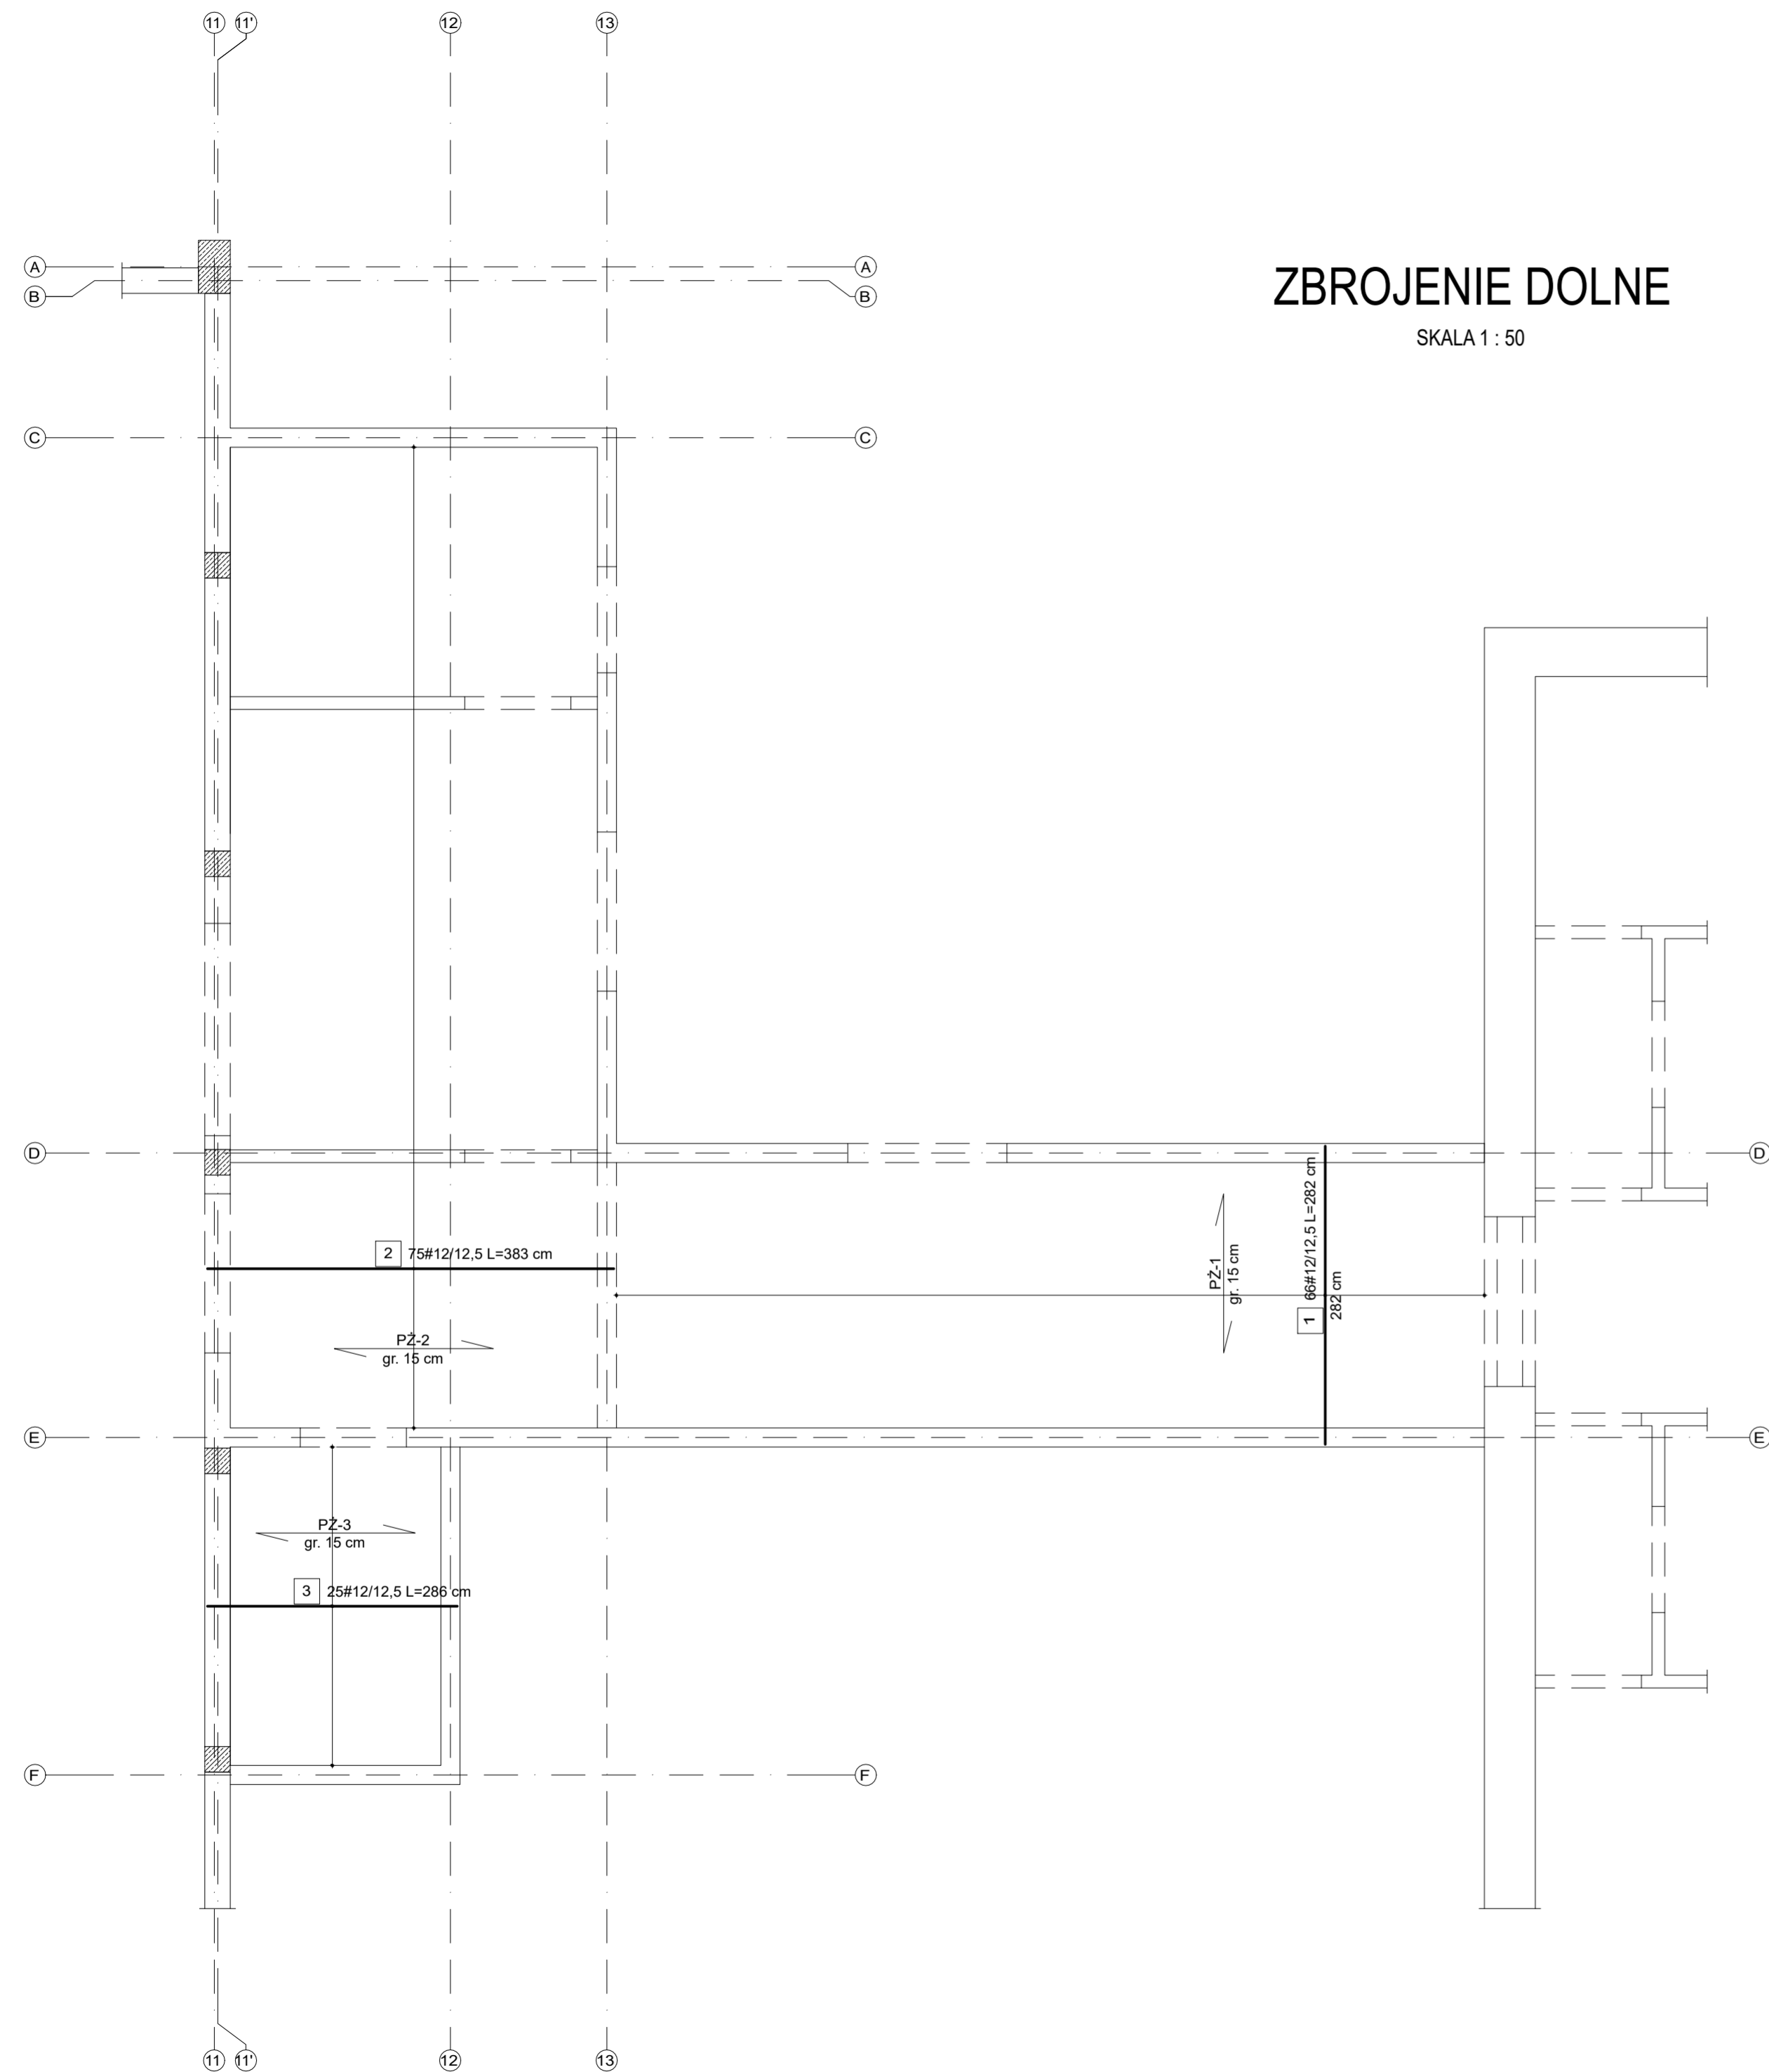 11 11' 12 13
A A
B B
ZBROJENIE DOLNE
SKALA 1 : 50
C C
D D
1 66#12/12,5 L=282 cm
282 cm
PŻ-1
gr. 15 cm
2 75#12/12,5 L=383 cm
PŻ-2
gr. 15 cm
E E
PŻ-3
gr. 15 cm
3 25#12/12,5 L=286 cm
F F
11 11' 12 13